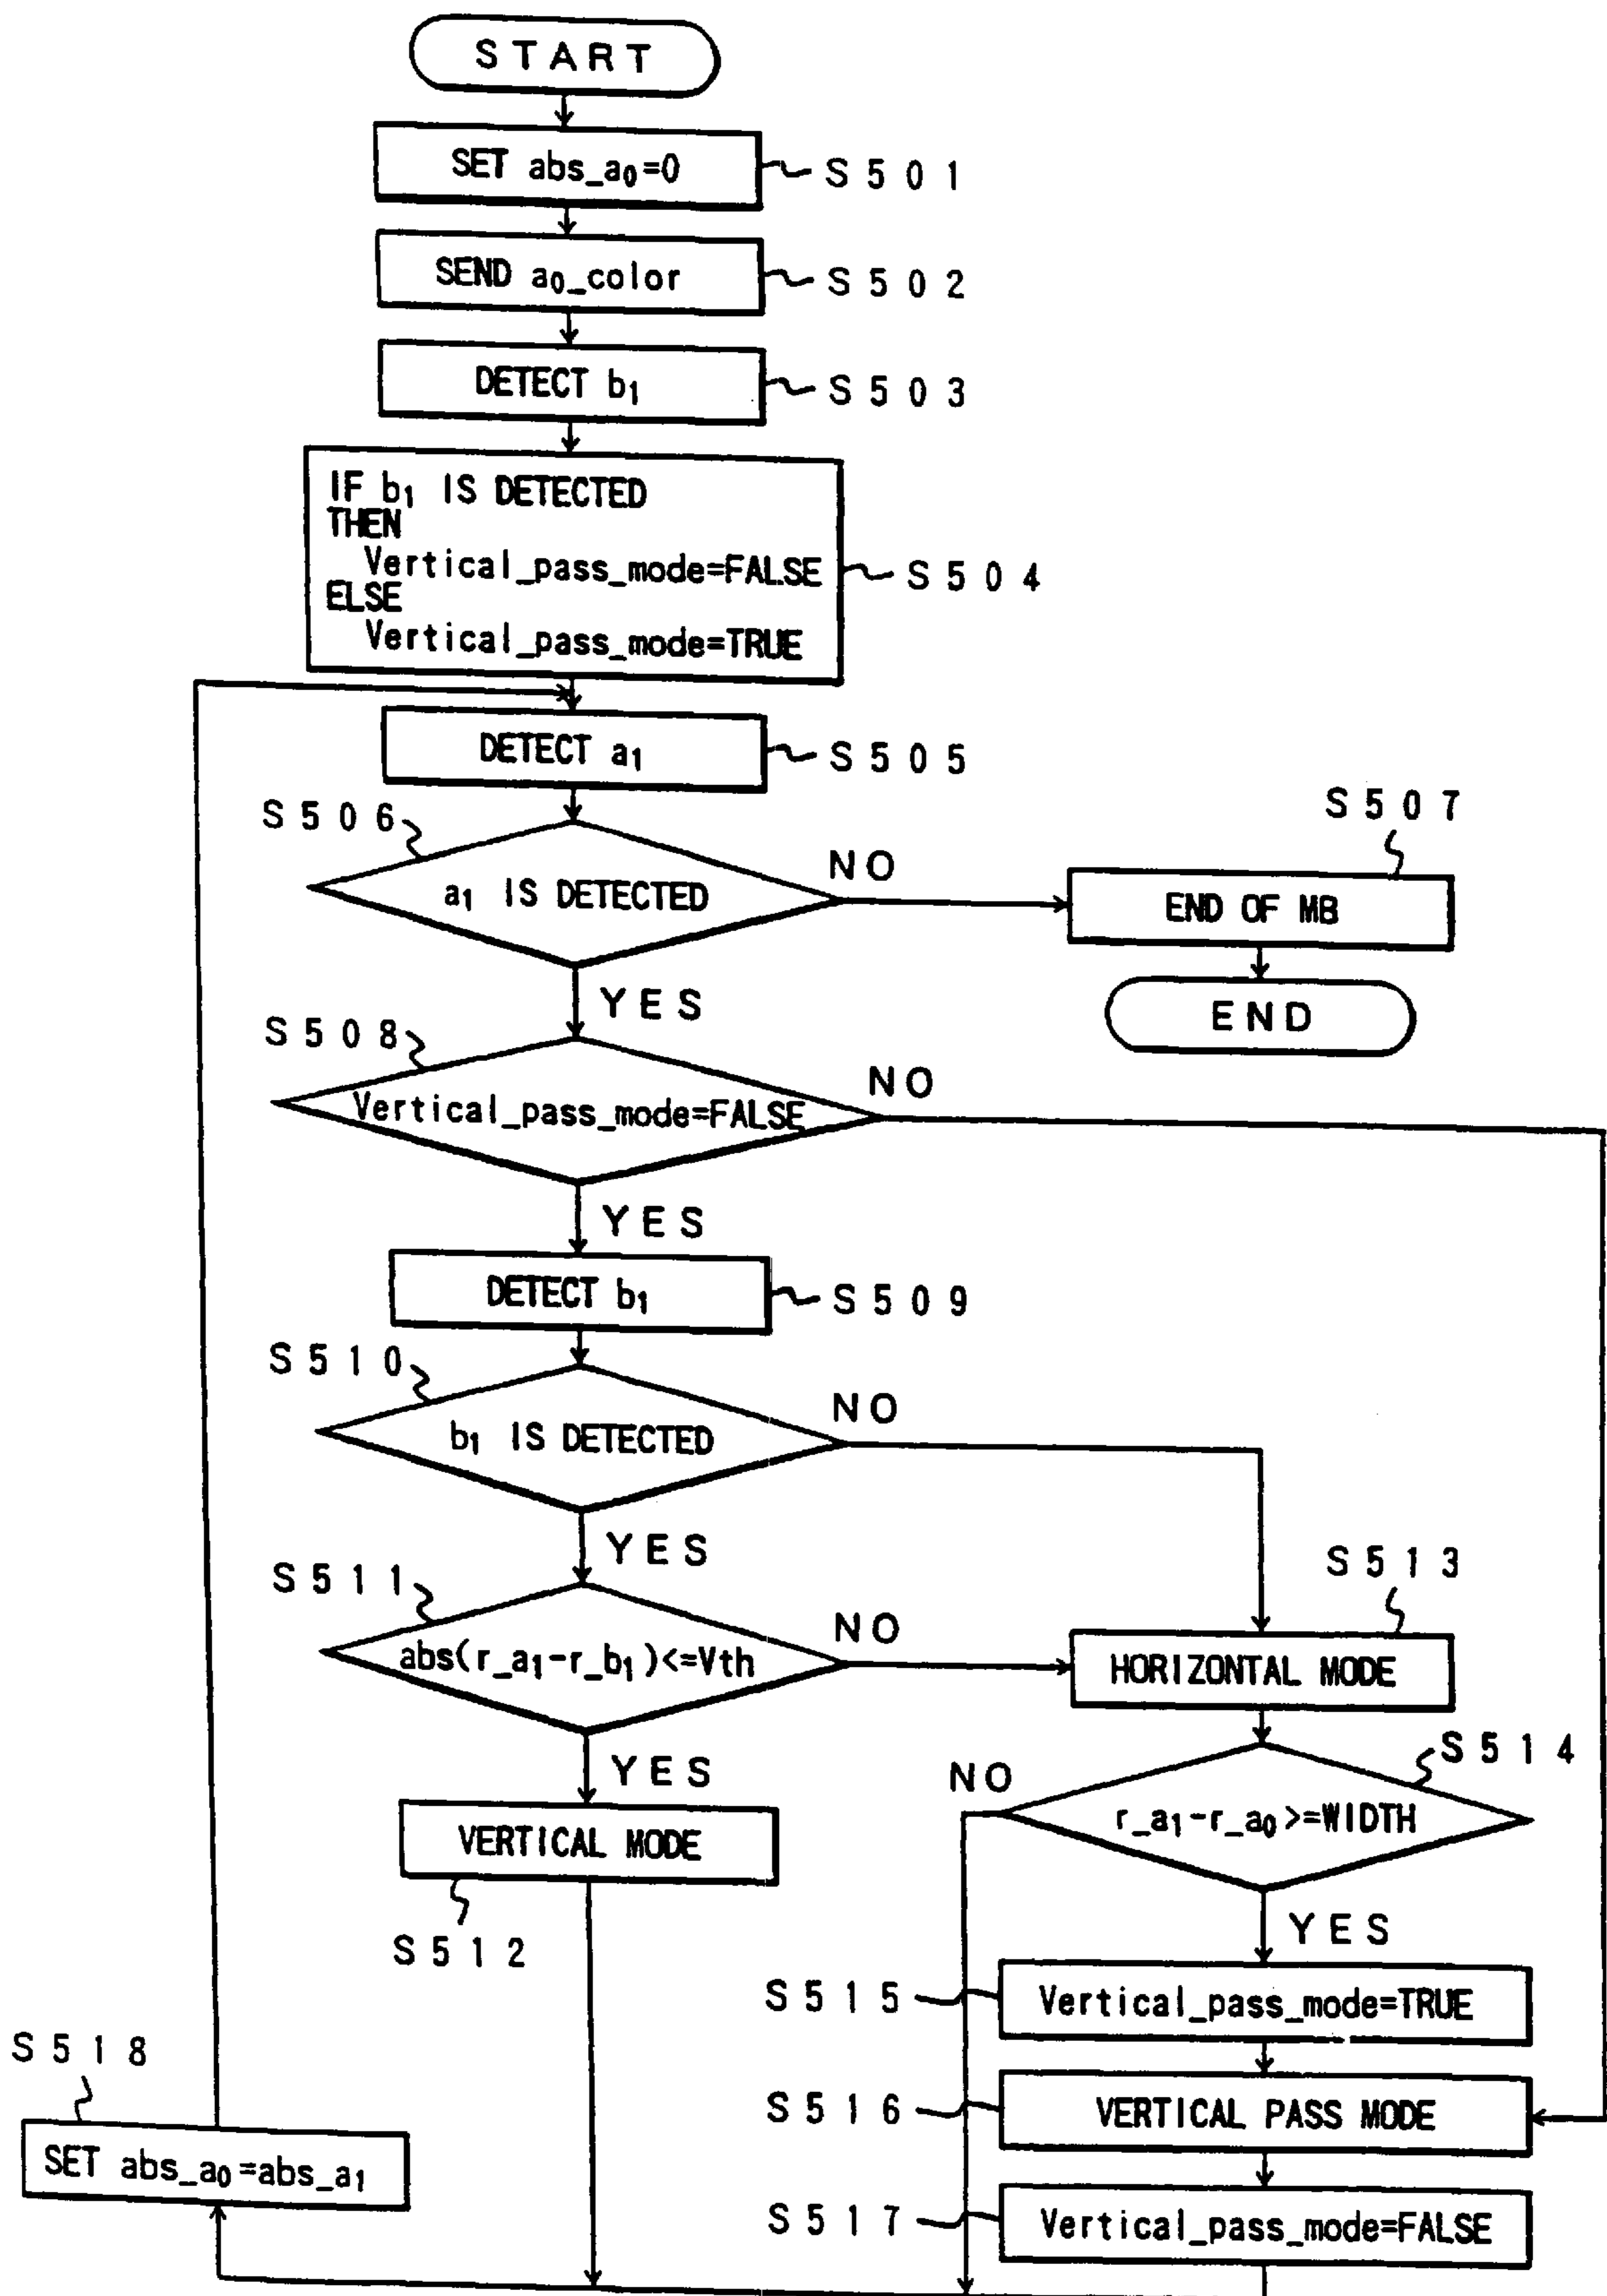 START
SET abs_a0=0
S501
SEND a0_color
S502
DETECT b1
S503
IF b1 IS DETECTED
THEN
Vertical_pass_mode=FALSE
ELSE
Vertical_pass_mode=TRUE
S504
DETECT a1
S505
S506
a1 IS DETECTED
NO
S507
END OF MB
END
YES
S508
Vertical_pass_mode=FALSE
NO
YES
DETECT b1
S509
S510
b1 IS DETECTED
NO
YES
S511
abs(r_a1-r_b1)<=Vth
NO
S513
HORIZONTAL MODE
YES
VERTICAL MODE
S512
S514
NO
r_a1-r_a0>=WIDTH
YES
S515
Vertical_pass_mode=TRUE
S516
VERTICAL PASS MODE
S517
Vertical_pass_mode=FALSE
S518
SET abs_a0=abs_a1